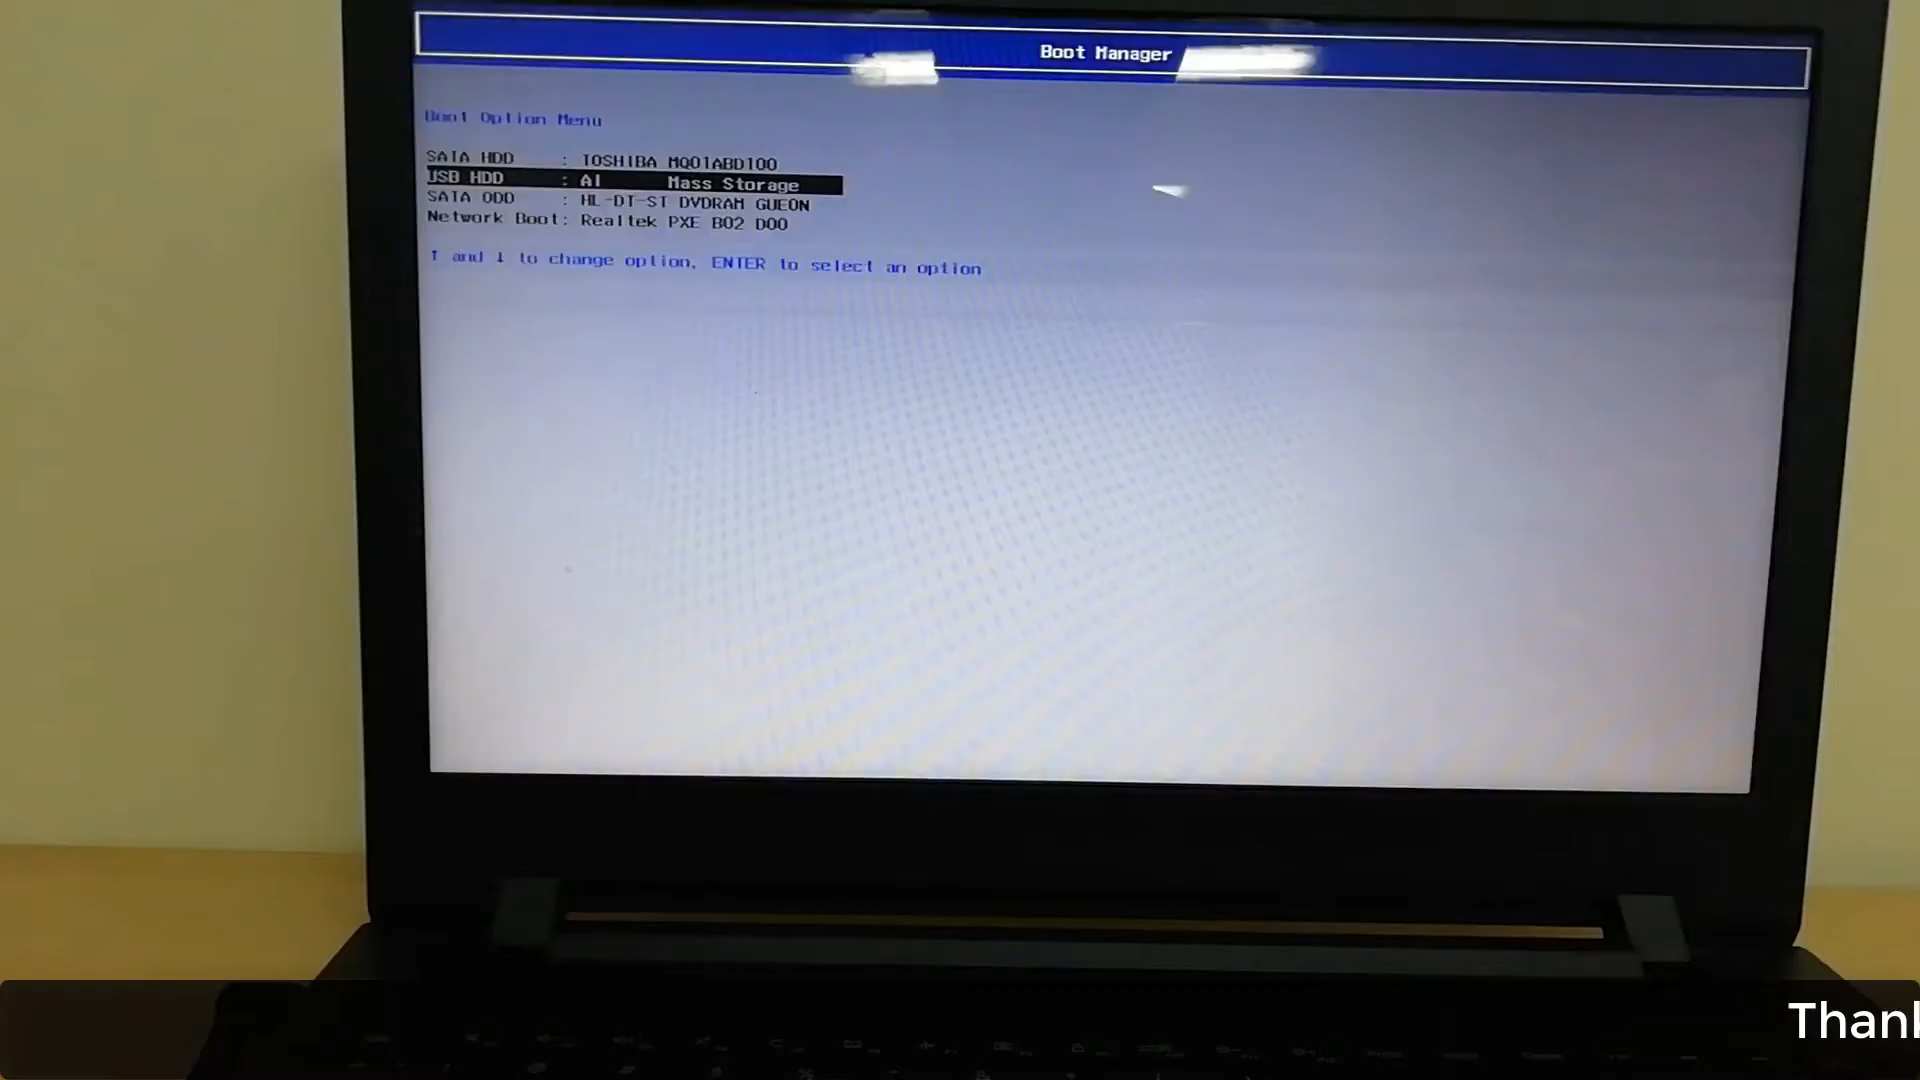 Boot Manager
Boot Option Menu
SATA HDD : TOSHIBA MQ01ABD100
USB HDD : AI Mass Storage
SATA ODD : HL-DT-ST DVDRAM GUE0N
Network Boot: Realtek PXE B02 D00
↑ and ↓ to change option, ENTER to select an option
Thank